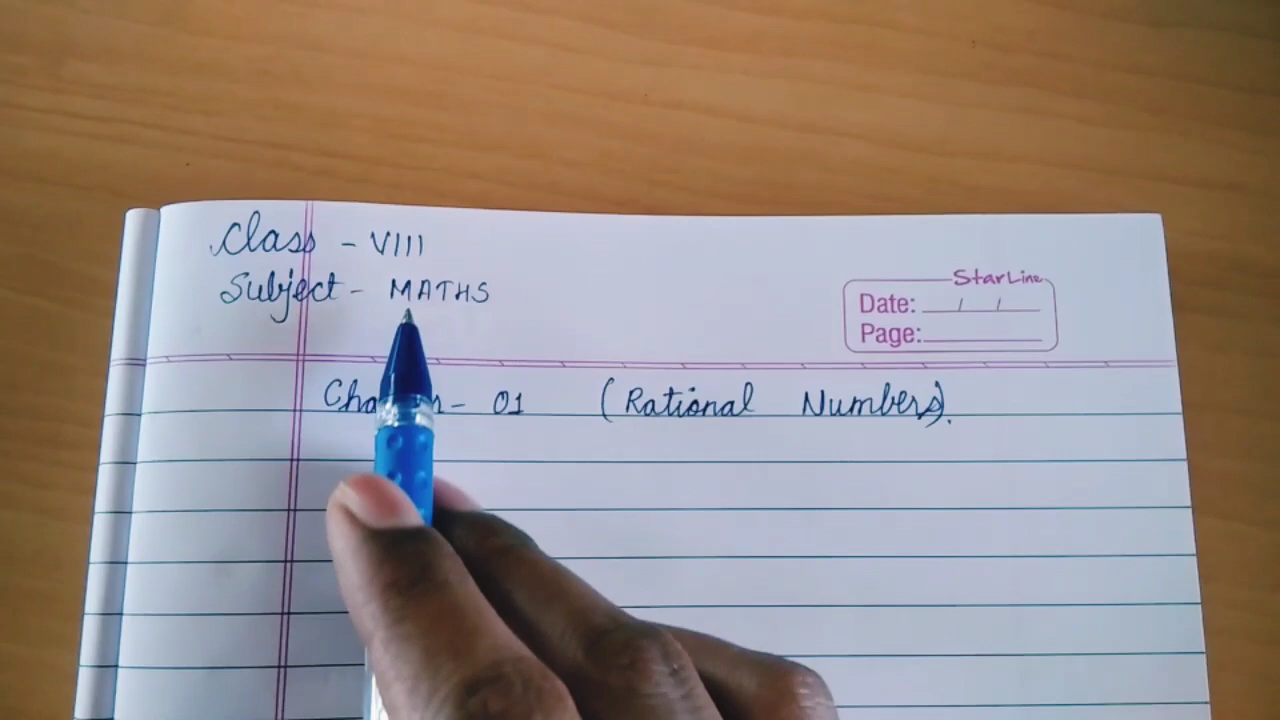 Class - VIII
Subject - MATHS
StarLine
Date: / /
Page:
- 01 (Rational Numbers).